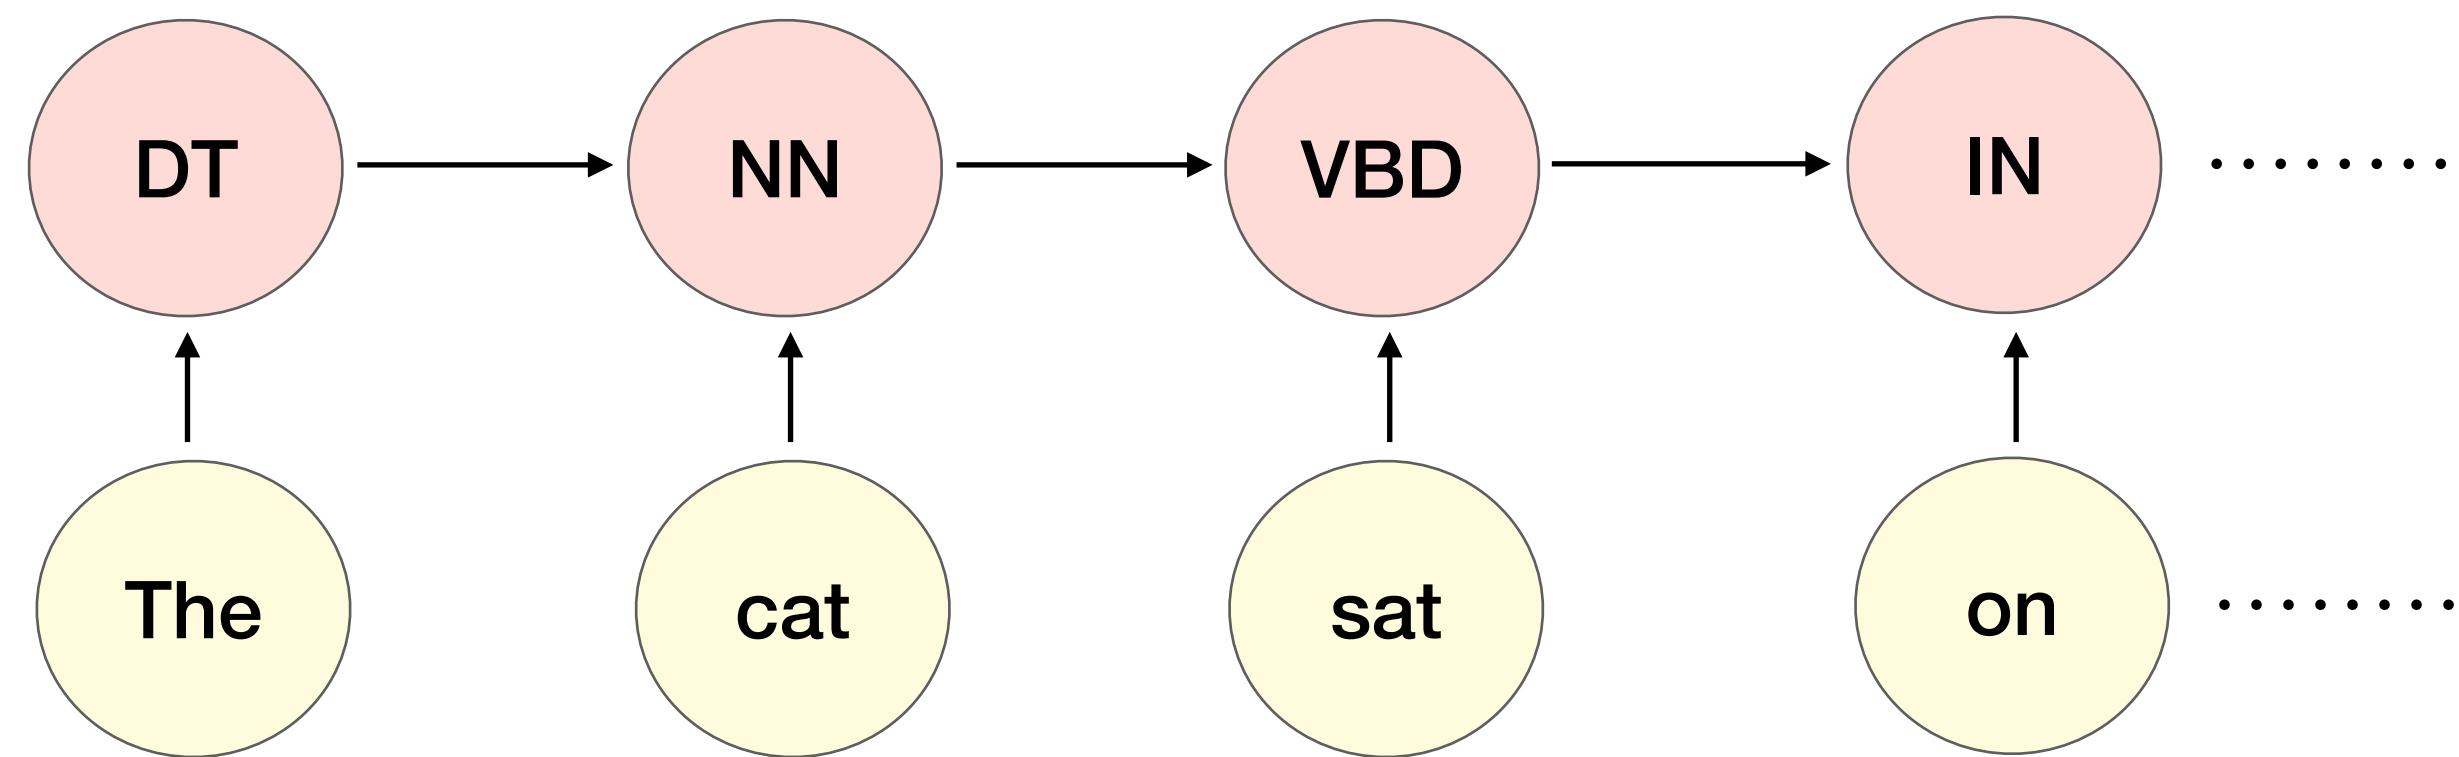 DT NN VBD IN
The cat sat on